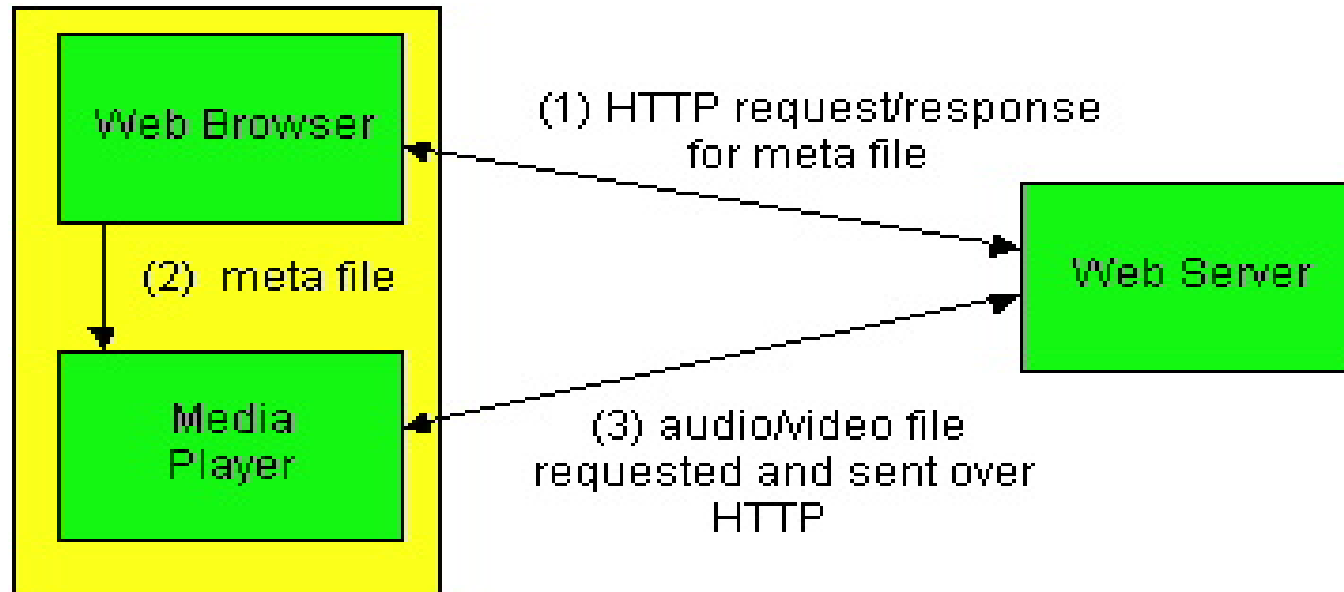 Web Browser
(1) HTTP request/response
for meta file
(2) meta file
Web Server
Media
Player
(3) audio/video file
requested and sent over
HTTP